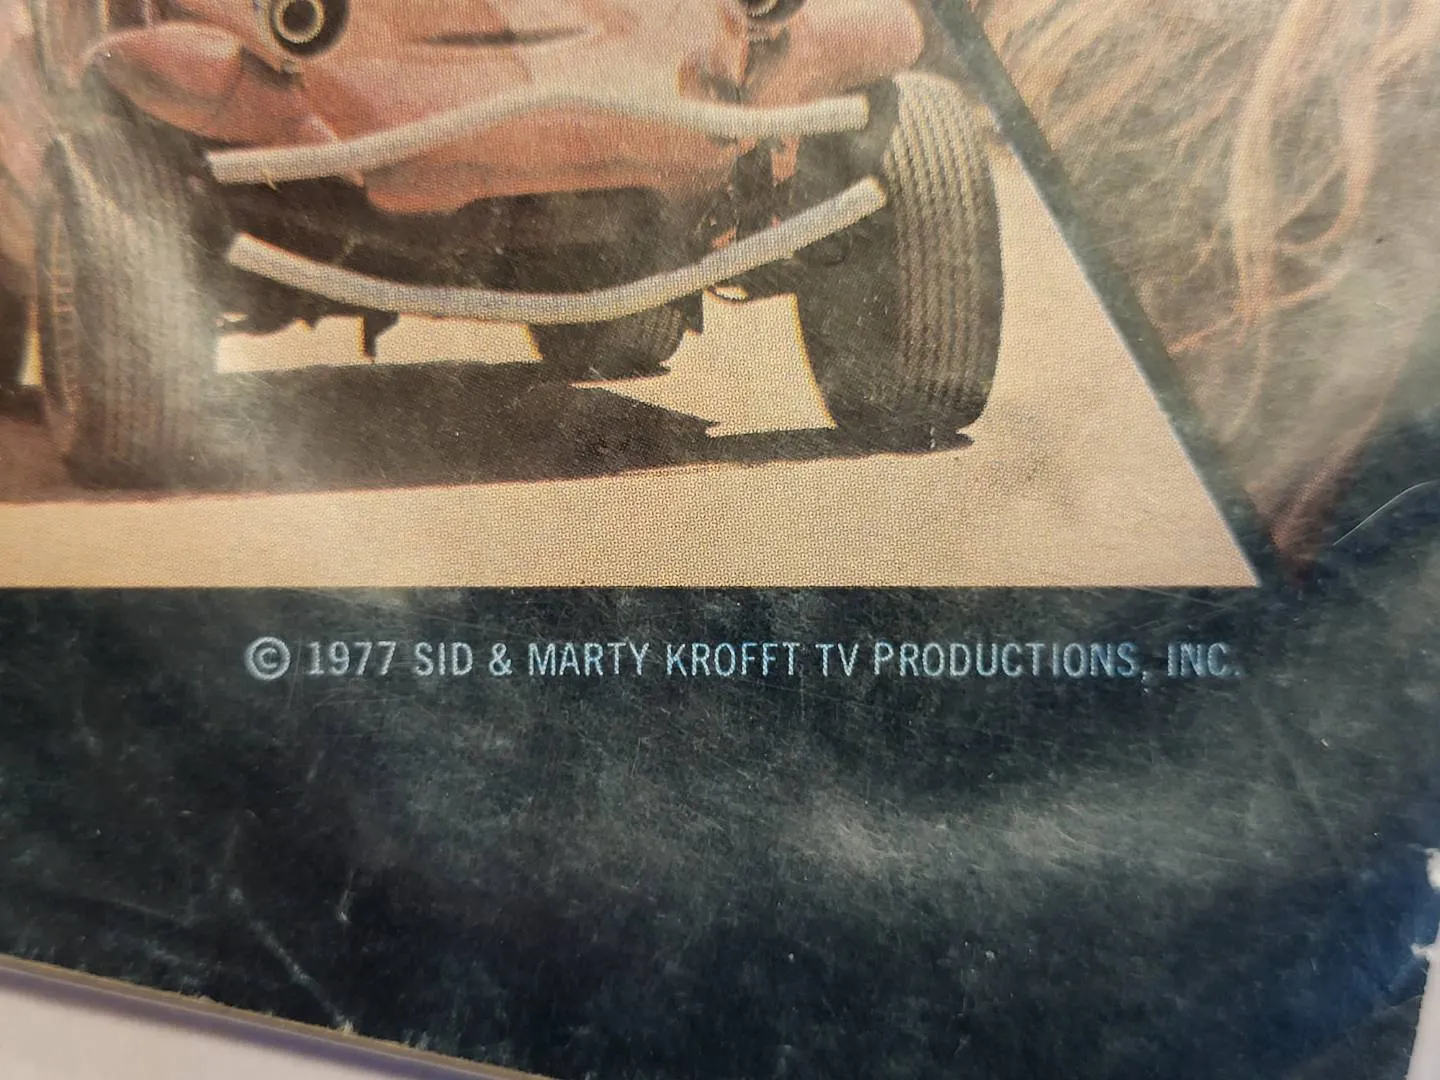 © 1977 SID & MARTY KROFFT TV PRODUCTIONS, INC.